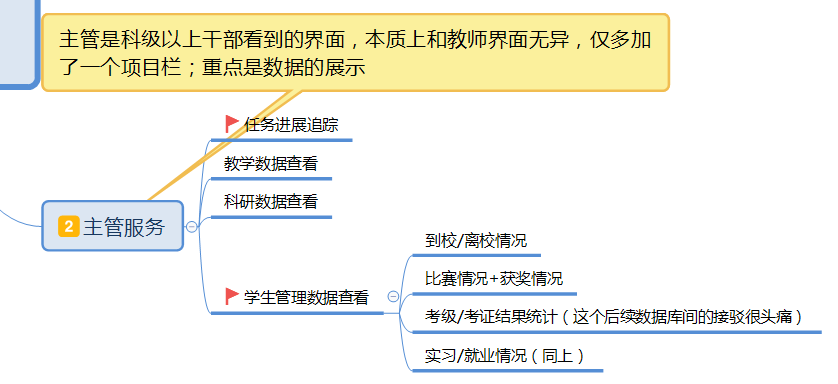 主管是科级以上干部看到的界面，本质上和教师界面无异，仅多加
了一个项目栏；重点是数据的展示
任务进展追踪
教学数据查看
科研数据查看
2 主管服务
到校/离校情况
比赛情况+获奖情况
学生管理数据查看
考级/考证结果统计（这个后续数据库间的接驳很头痛）
实习/就业情况（同上）